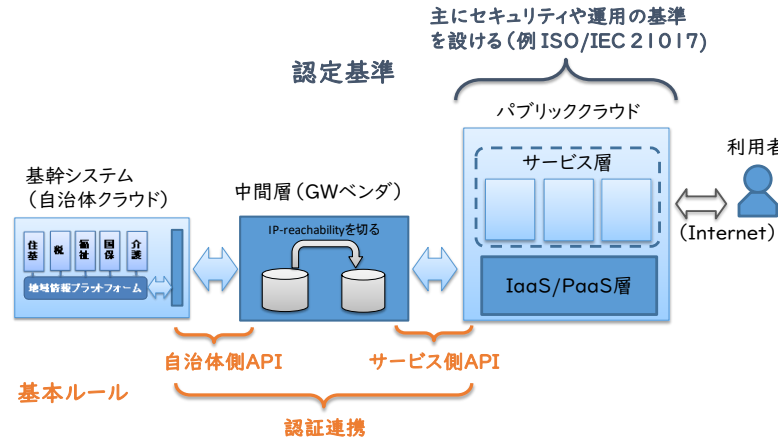 主にセキュリティや運用の基準
を設ける(例 ISO/IEC 21017)
認定基準
パブリッククラウド
サービス層
利用者
基幹システム
(自治体クラウド)
中間層(GWベンダ)
IP-reachabilityを切る
住基
税
福祉
国保
介護
地域情報プラットフォーム
(Internet)
IaaS/PaaS層
自治体側API
サービス側API
基本ルール
認証連携